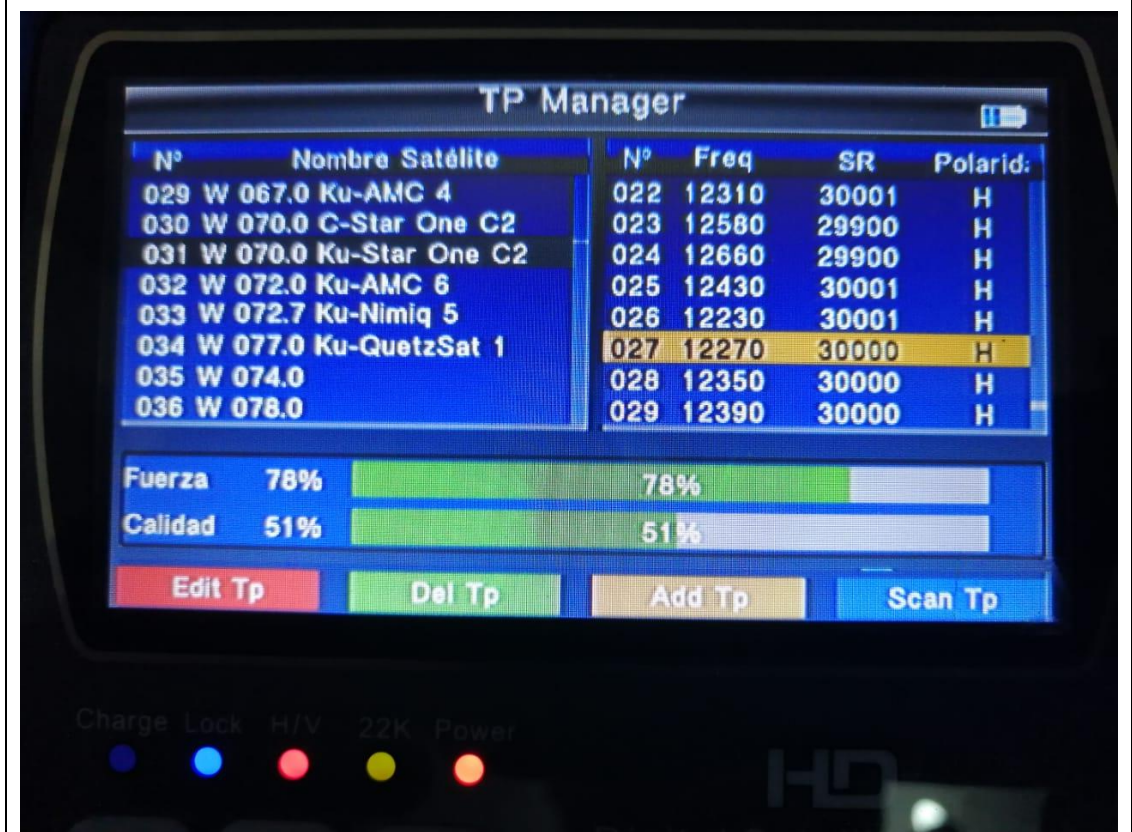 TP Manager
Nº Nombre Satélite
029 W 067.0 Ku-AMC 4
030 W 070.0 C-Star One C2
031 W 070.0 Ku-Star One C2
032 W 072.0 Ku-AMC 6
033 W 072.7 Ku-Nimiq 5
034 W 077.0 Ku-QuetzSat 1
035 W 074.0
036 W 078.0
Nº Freq SR Polarid:
022 12310 30001 H
023 12580 29900 H
024 12660 29900 H
025 12430 30001 H
026 12230 30001 H
027 12270 30000 H
028 12350 30000 H
029 12390 30000 H
Fuerza 78% 78%
Calidad 51% 51%
Edit Tp Del Tp Add Tp Scan Tp
Charge Lock H/V 22K Power
HD